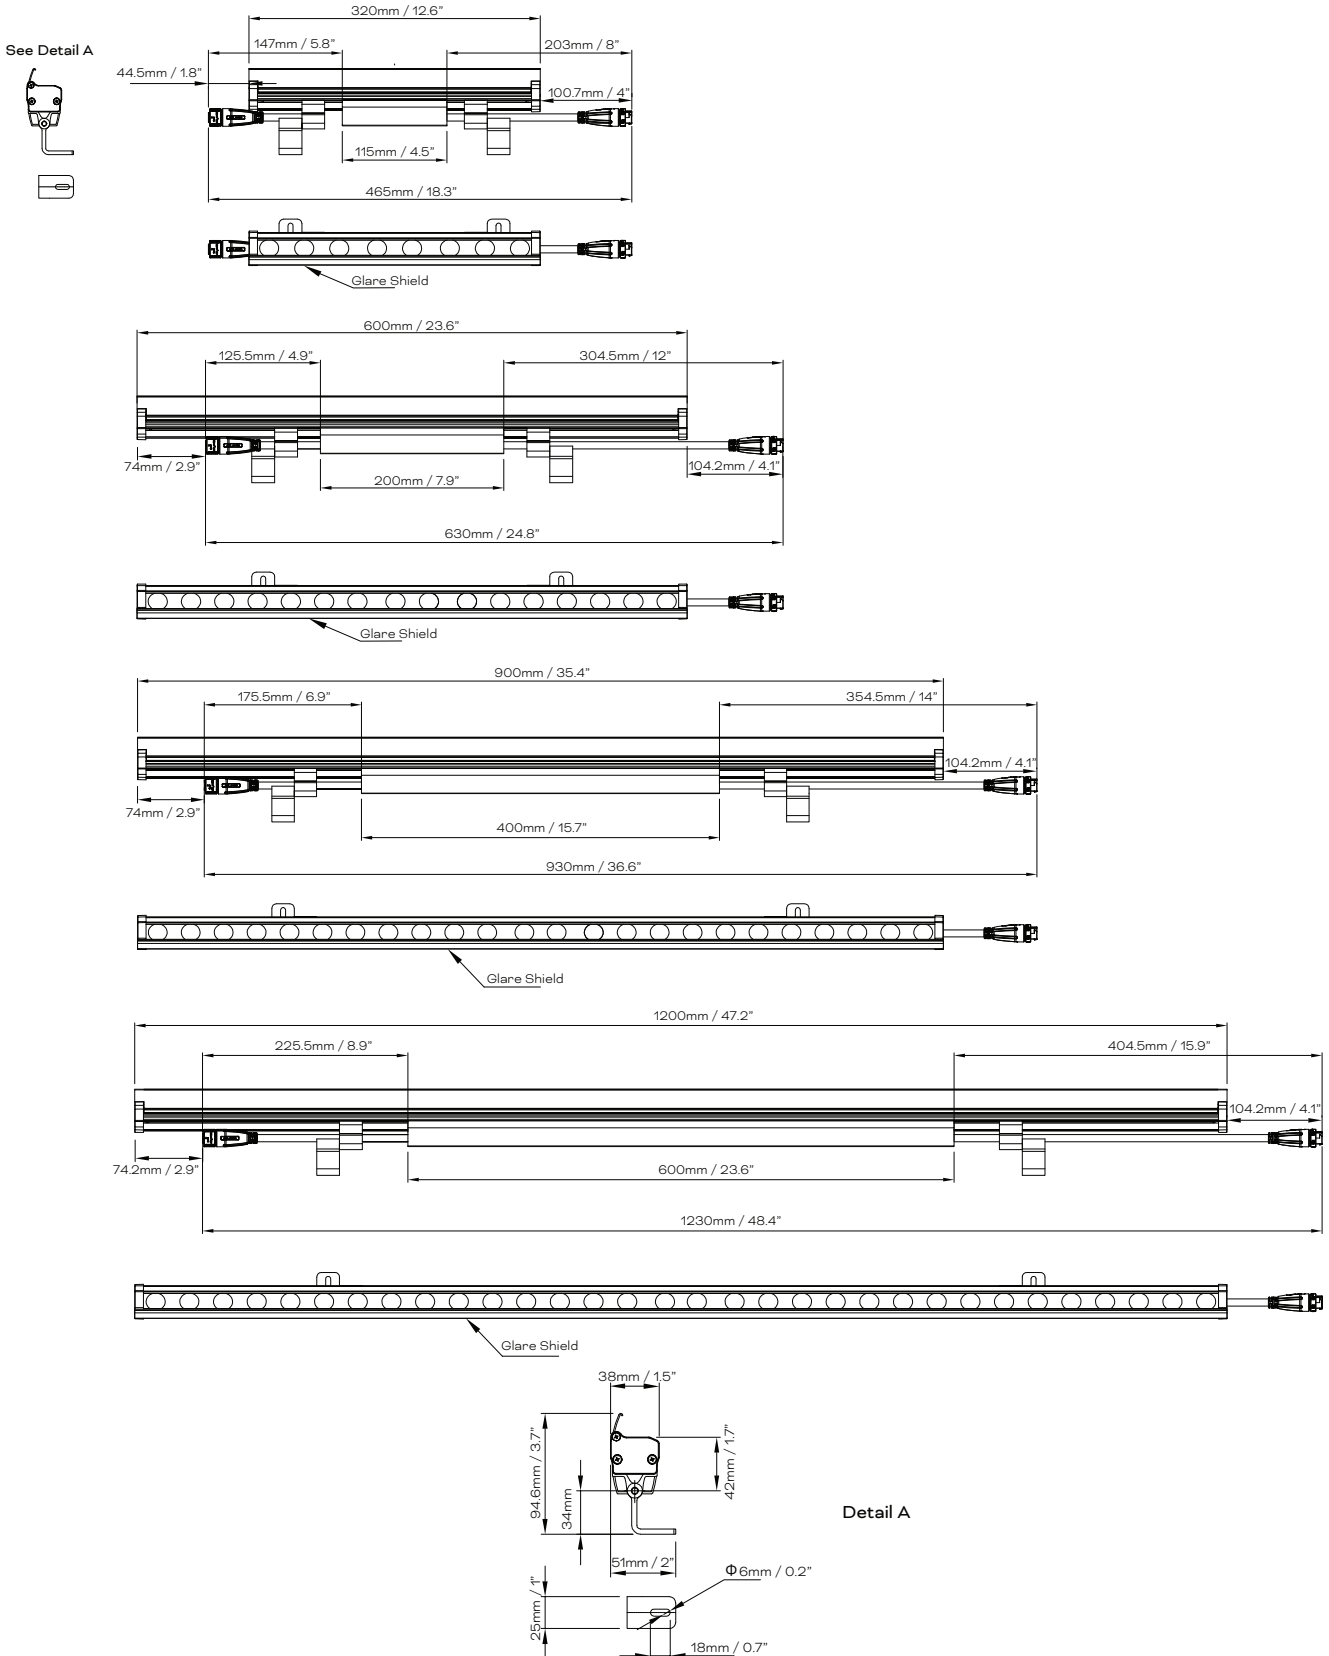 320mm / 12.6"
147mm / 5.8"
203mm / 8"
See Detail A
44.5mm / 1.8"
100.7mm / 4"
115mm / 4.5"
465mm / 18.3"
Glare Shield
600mm / 23.6"
125.5mm / 4.9"
304.5mm / 12"
74mm / 2.9"
104.2mm / 4.1"
200mm / 7.9"
630mm / 24.8"
Glare Shield
900mm / 35.4"
175.5mm / 6.9"
354.5mm / 14"
104.2mm / 4.1"
74mm / 2.9"
400mm / 15.7"
930mm / 36.6"
Glare Shield
1200mm / 47.2"
225.5mm / 8.9"
404.5mm / 15.9"
104.2mm / 4.1"
74.2mm / 2.9"
600mm / 23.6"
1230mm / 48.4"
Glare Shield
38mm / 1.5"
94.6mm / 3.7"
42mm / 1.7"
34mm
Detail A
51mm / 2"
Φ6mm / 0.2"
25mm / 1"
18mm / 0.7"